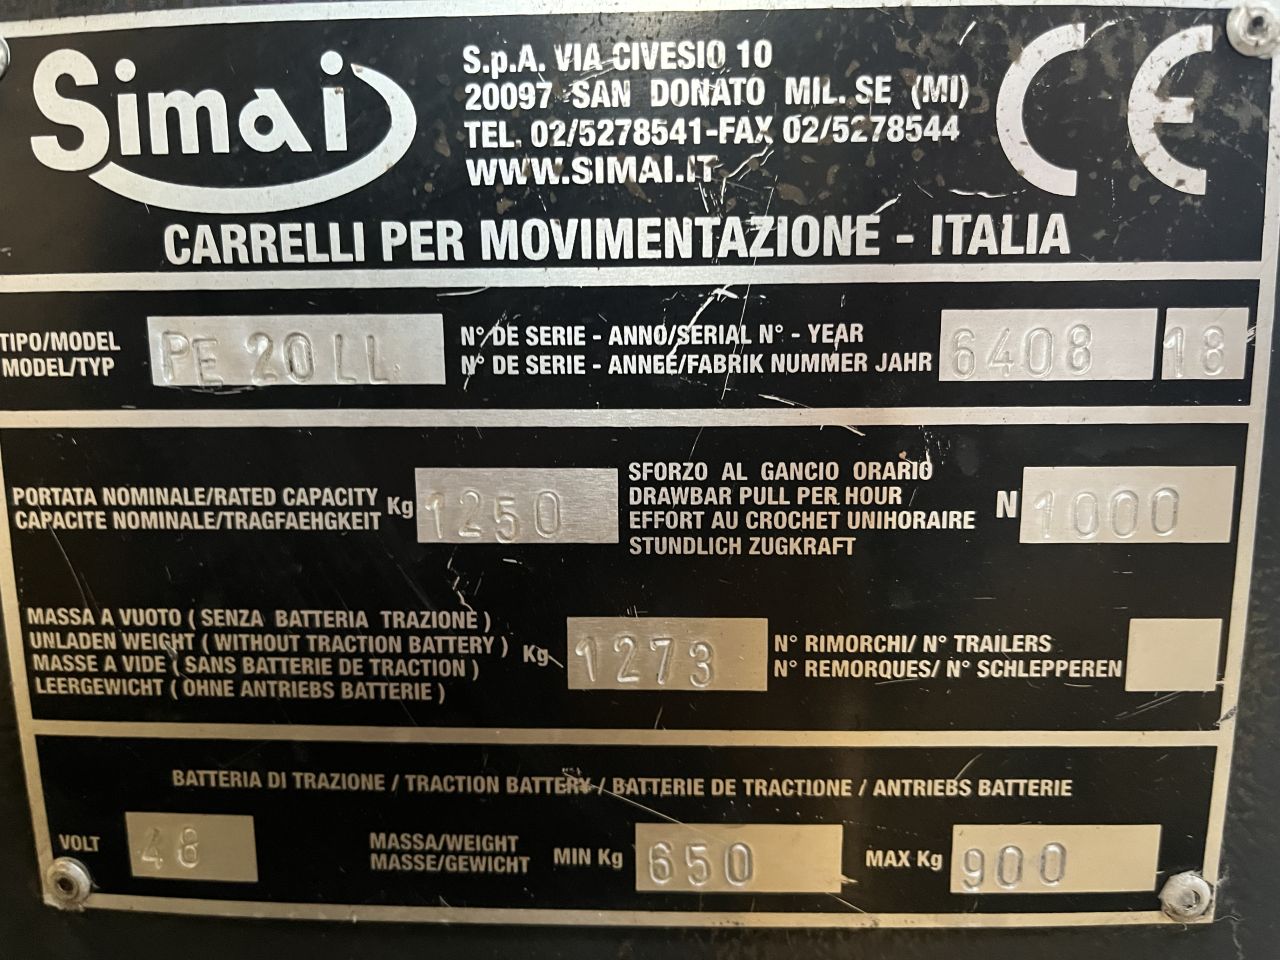 Simai
S.p.A. VIA CIVESIO 10
20097 SAN DONATO MIL. SE (MI)
TEL. 02/5278541-FAX 02/5278544
WWW.SIMAI.IT
CE
CARRELLI PER MOVIMENTAZIONE - ITALIA
TIPO/MODEL
MODEL/TYP
PE 20LL
N° DE SERIE - ANNO/SERIAL N° - YEAR
N° DE SERIE - ANNEE/FABRIK NUMMER JAHR
6408 18
PORTATA NOMINALE/RATED CAPACITY
CAPACITE NOMINALE/TRAGFAEHGKEIT
Kg 1250
SFORZO AL GANCIO ORARIO
DRAWBAR PULL PER HOUR
EFFORT AU CROCHET UNIHORAIRE
STUNDLICH ZUGKRAFT
N 1000
MASSA A VUOTO ( SENZA BATTERIA TRAZIONE )
UNLADEN WEIGHT ( WITHOUT TRACTION BATTERY )
MASSE A VIDE ( SANS BATTERIE DE TRACTION )
LEERGEWICHT ( OHNE ANTRIEBS BATTERIE )
Kg 1273
N° RIMORCHI/ N° TRAILERS
N° REMORQUES/ N° SCHLEPPEREN
BATTERIA DI TRAZIONE / TRACTION BATTERY / BATTERIE DE TRACTIONE / ANTRIEBS BATTERIE
VOLT 48
MASSA/WEIGHT
MASSE/GEWICHT
MIN Kg 650
MAX Kg 900